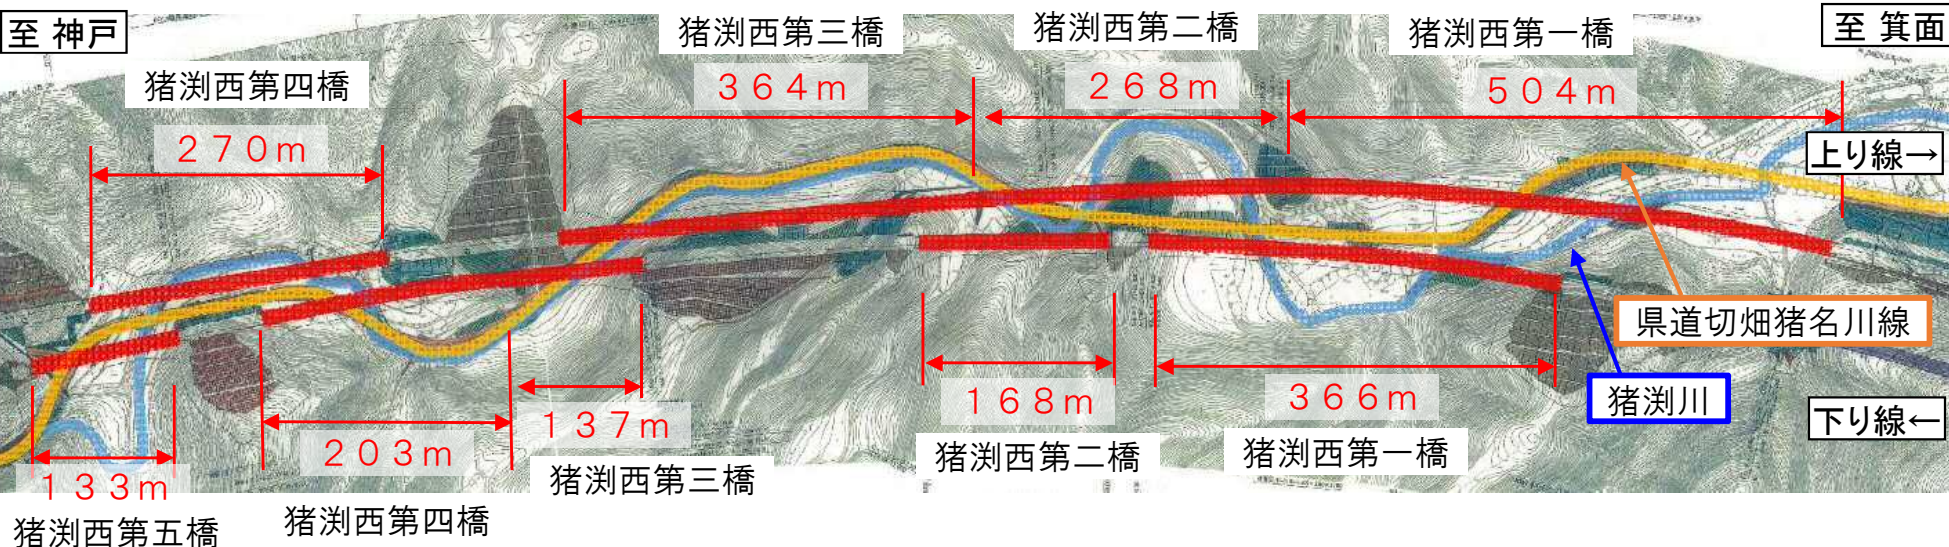 至 神戸
猪渕西第三橋
猪渕西第二橋
猪渕西第一橋
至 箕面
猪渕西第四橋
364m
268m
504m
270m
上り線→
県道切畑猪名川線
猪渕川
168m
366m
下り線←
137m
203m
133m
猪渕西第二橋
猪渕西第一橋
猪渕西第三橋
猪渕西第四橋
猪渕西第五橋